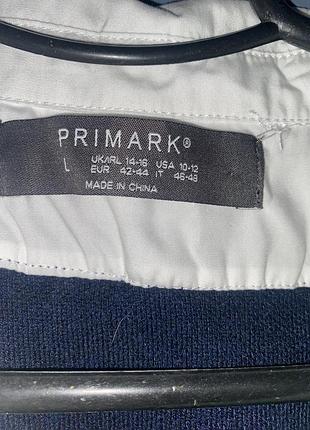 PRIMARK®
L
UK/IRL 14-16 USA 10-12
EUR 42-44 IT 46-48
MADE IN CHINA